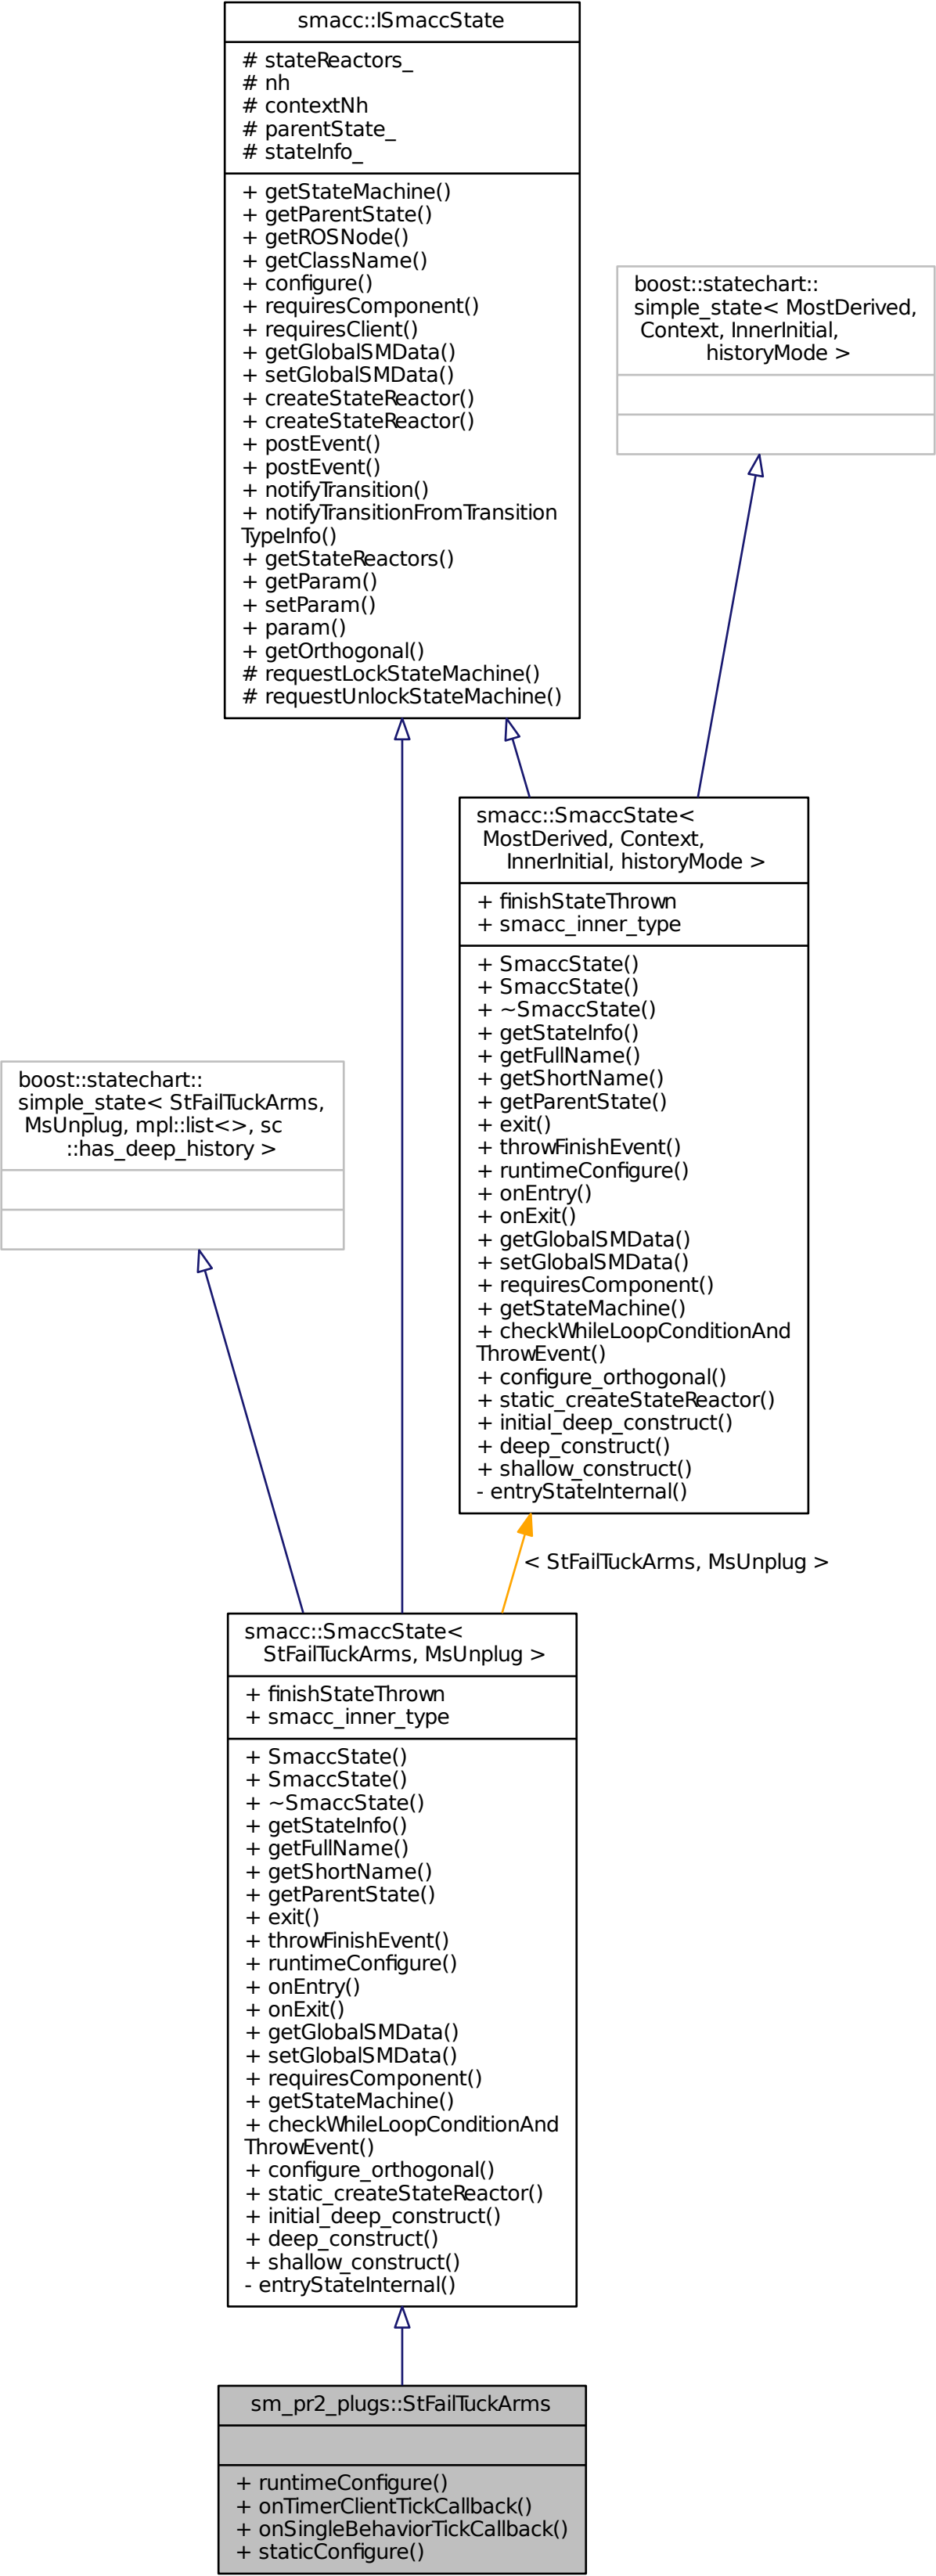 smacc::ISmaccState
# stateReactors_
# nh
# contextNh
# parentState_
# stateInfo_
+ getStateMachine()
+ getParentState()
+ getROSNode()
+ getClassName()
+ configure()
+ requiresComponent()
+ requiresClient()
+ getGlobalSMData()
+ setGlobalSMData()
+ createStateReactor()
+ createStateReactor()
+ postEvent()
+ postEvent()
+ notifyTransition()
+ notifyTransitionFromTransition
TypeInfo()
+ getStateReactors()
+ getParam()
+ setParam()
+ param()
+ getOrthogonal()
# requestLockStateMachine()
# requestUnlockStateMachine()
boost::statechart::
simple_state< MostDerived,
Context, InnerInitial,
historyMode >
smacc::SmaccState<
MostDerived, Context,
InnerInitial, historyMode >
+ finishStateThrown
+ smacc_inner_type
+ SmaccState()
+ SmaccState()
+ ~SmaccState()
+ getStateInfo()
+ getFullName()
+ getShortName()
+ getParentState()
+ exit()
+ throwFinishEvent()
+ runtimeConfigure()
+ onEntry()
+ onExit()
+ getGlobalSMData()
+ setGlobalSMData()
+ requiresComponent()
+ getStateMachine()
+ checkWhileLoopConditionAnd
ThrowEvent()
+ configure_orthogonal()
+ static_createStateReactor()
+ initial_deep_construct()
+ deep_construct()
+ shallow_construct()
- entryStateInternal()
boost::statechart::
simple_state< StFailTuckArms,
MsUnplug, mpl::list<>, sc
::has_deep_history >
< StFailTuckArms, MsUnplug >
smacc::SmaccState<
StFailTuckArms, MsUnplug >
+ finishStateThrown
+ smacc_inner_type
+ SmaccState()
+ SmaccState()
+ ~SmaccState()
+ getStateInfo()
+ getFullName()
+ getShortName()
+ getParentState()
+ exit()
+ throwFinishEvent()
+ runtimeConfigure()
+ onEntry()
+ onExit()
+ getGlobalSMData()
+ setGlobalSMData()
+ requiresComponent()
+ getStateMachine()
+ checkWhileLoopConditionAnd
ThrowEvent()
+ configure_orthogonal()
+ static_createStateReactor()
+ initial_deep_construct()
+ deep_construct()
+ shallow_construct()
- entryStateInternal()
sm_pr2_plugs::StFailTuckArms
+ runtimeConfigure()
+ onTimerClientTickCallback()
+ onSingleBehaviorTickCallback()
+ staticConfigure()